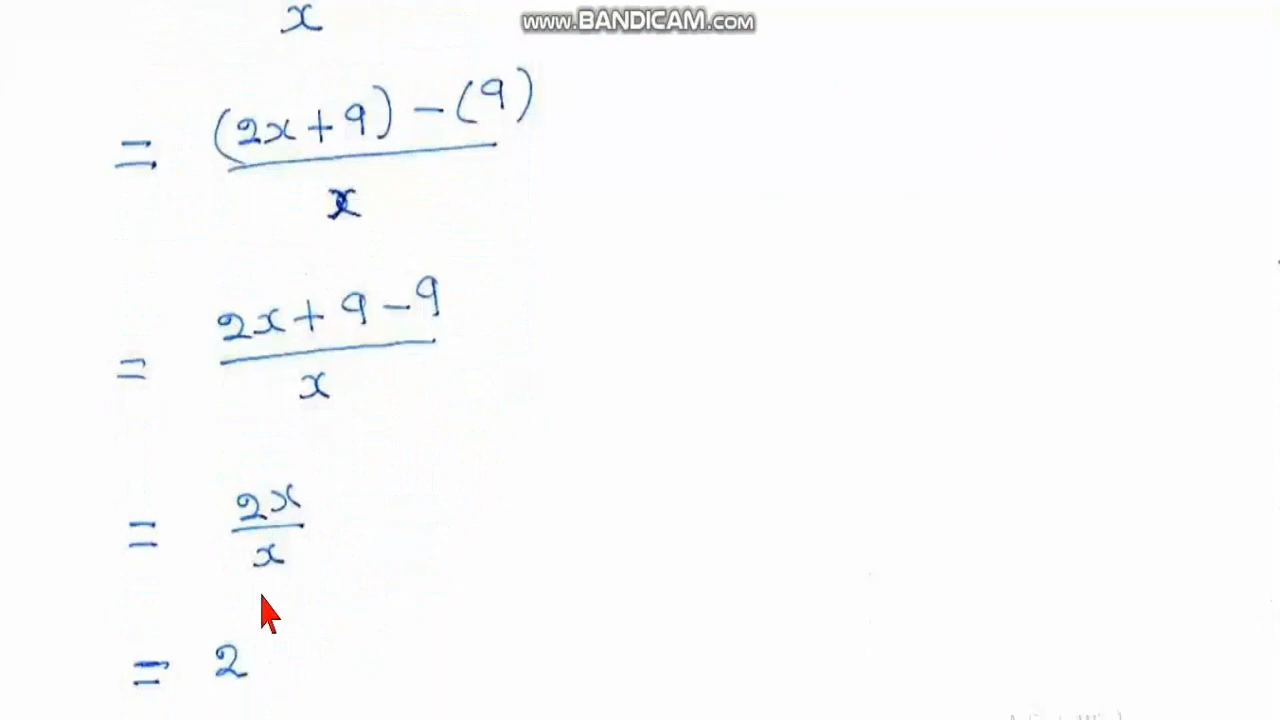 www.BANDICAM.com
x
= (2x + 9) - (9)
x
= 2x + 9 - 9
x
= 2x
x
= 2